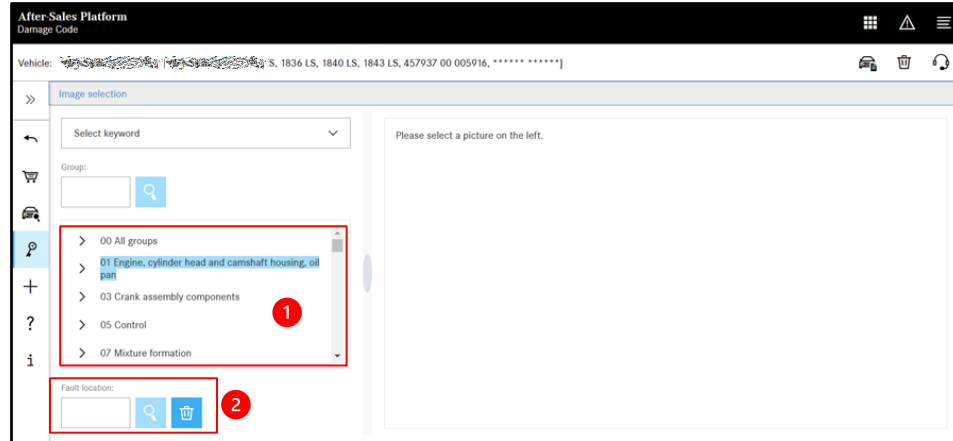 After-Sales Platform
Damage Code
Vehicle: S, 1836 LS, 1840 LS, 1843 LS, 457937 00 005916, ****** ******]
Image selection
Select keyword
Please select a picture on the left.
Group:
00 All groups
01 Engine, cylinder head and camshaft housing, oil
pan
03 Crank assembly components
1
05 Control
07 Mixture formation
Fault location:
2
?
i